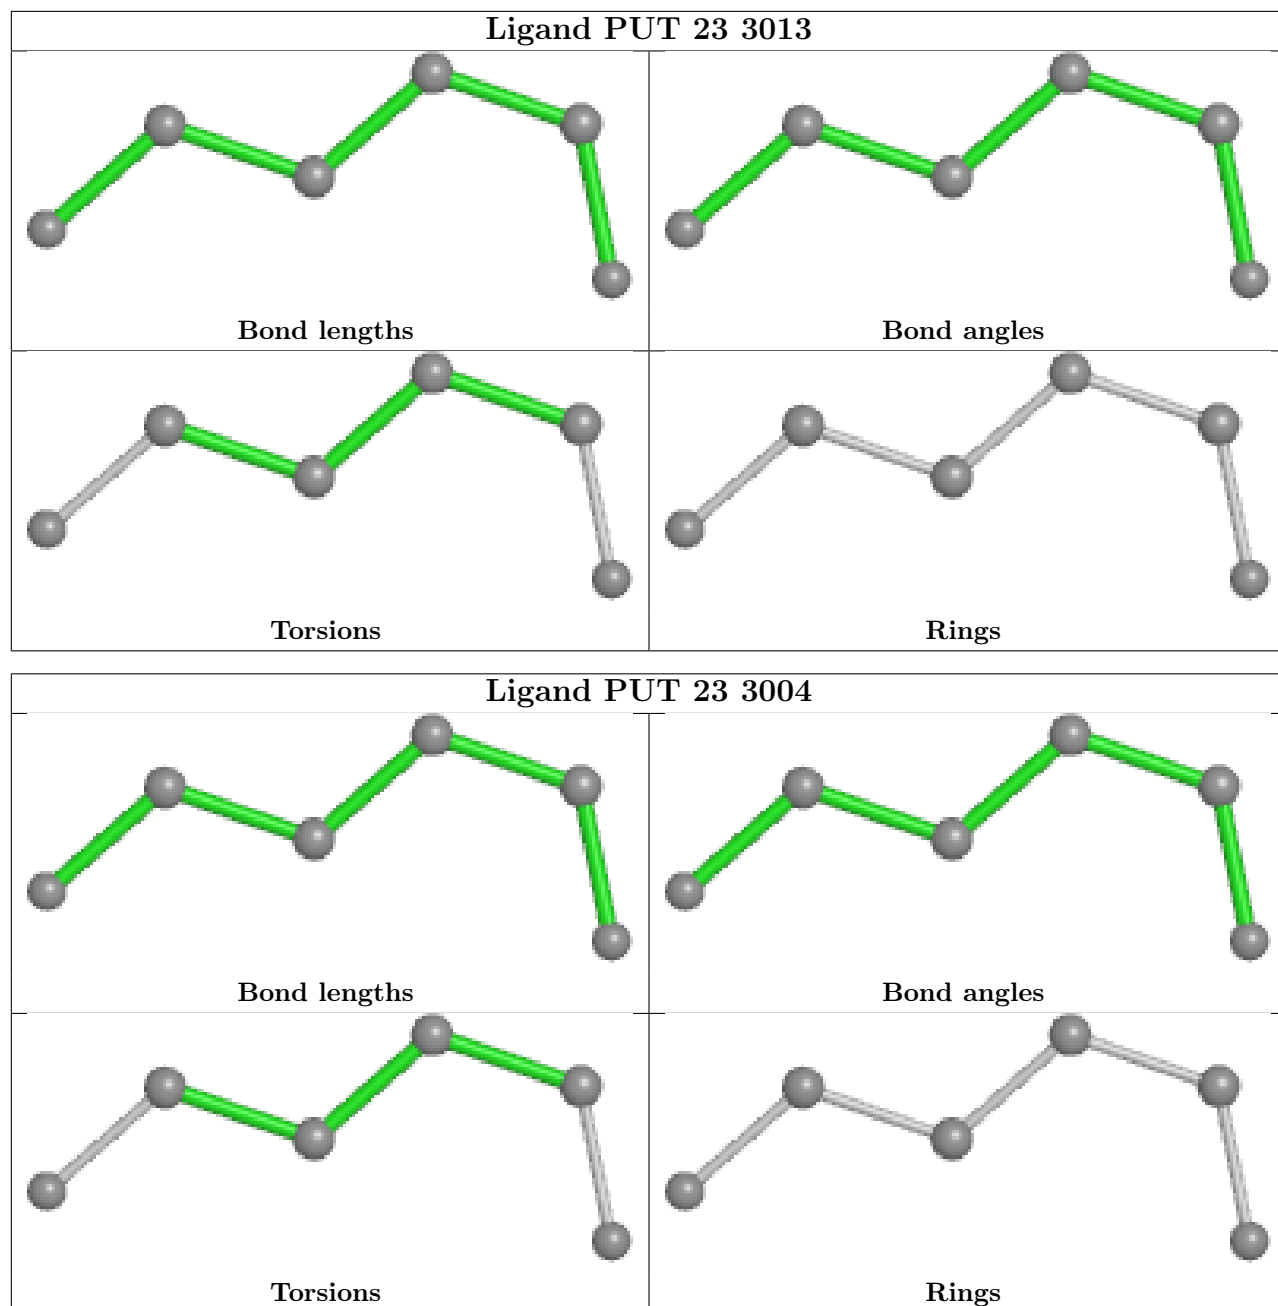 Ligand PUT 23 3013
Bond lengths
Bond angles
Torsions
Rings
Ligand PUT 23 3004
Bond lengths
Bond angles
Torsions
Rings